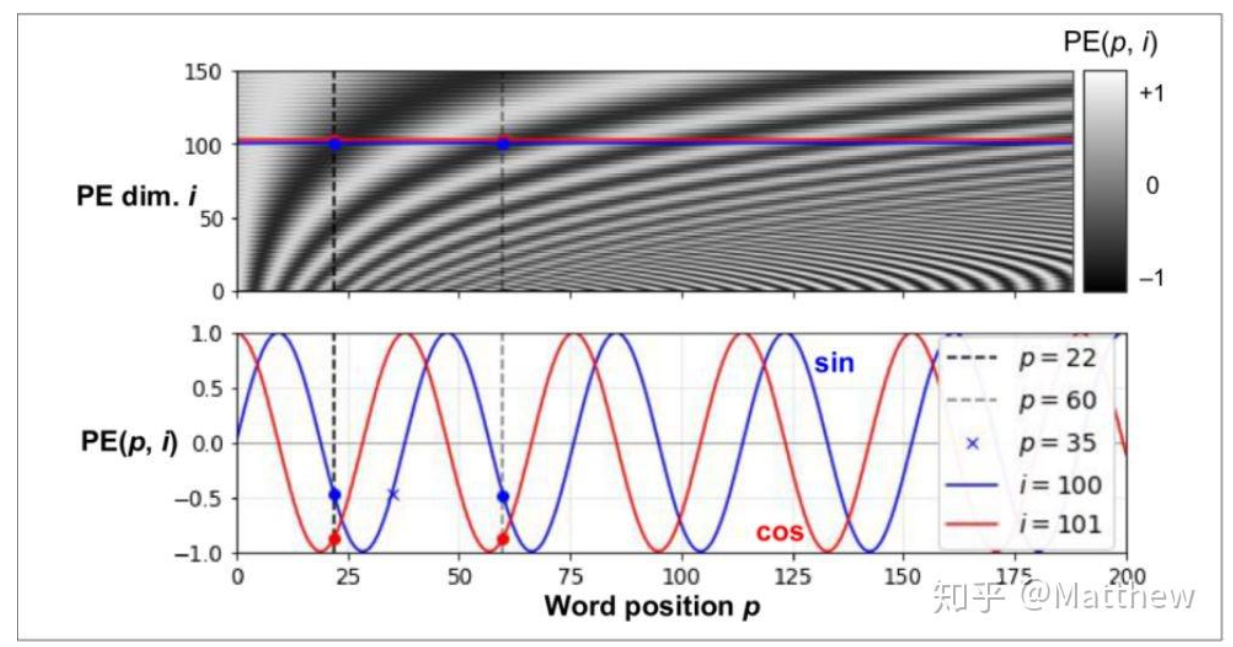 PE(p, i)
150
100
50
0
PE dim. i
+1
0
–1
1.0
0.5
0.0
−0.5
−1.0
PE(p, i)
sin
cos
p = 22
p = 60
p = 35
i = 100
i = 101
0 25 50 75 100 125 150 175 200
Word position p
知乎 @Matthew